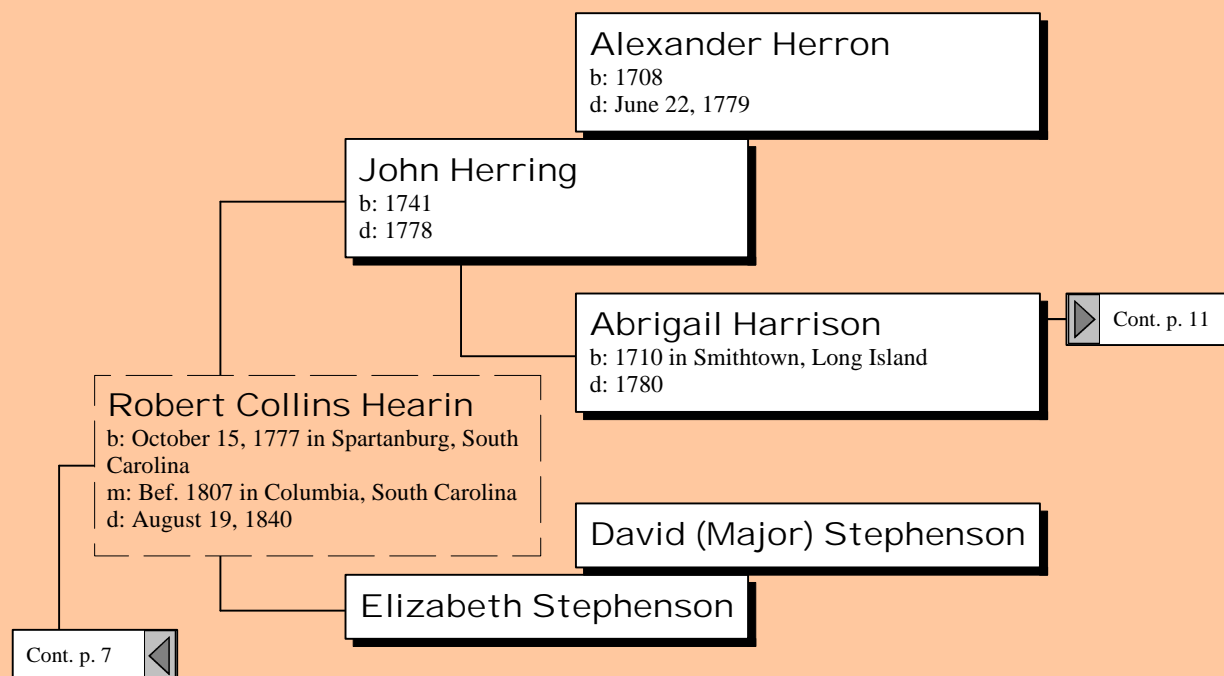 Alexander Herron
b: 1708
d: June 22, 1779
John Herring
b: 1741
d: 1778
Abrigail Harrison
b: 1710 in Smithtown, Long Island
d: 1780
Cont. p. 11
Robert Collins Hearin
b: October 15, 1777 in Spartanburg, South
Carolina
m: Bef. 1807 in Columbia, South Carolina
d: August 19, 1840
David (Major) Stephenson
Elizabeth Stephenson
Cont. p. 7